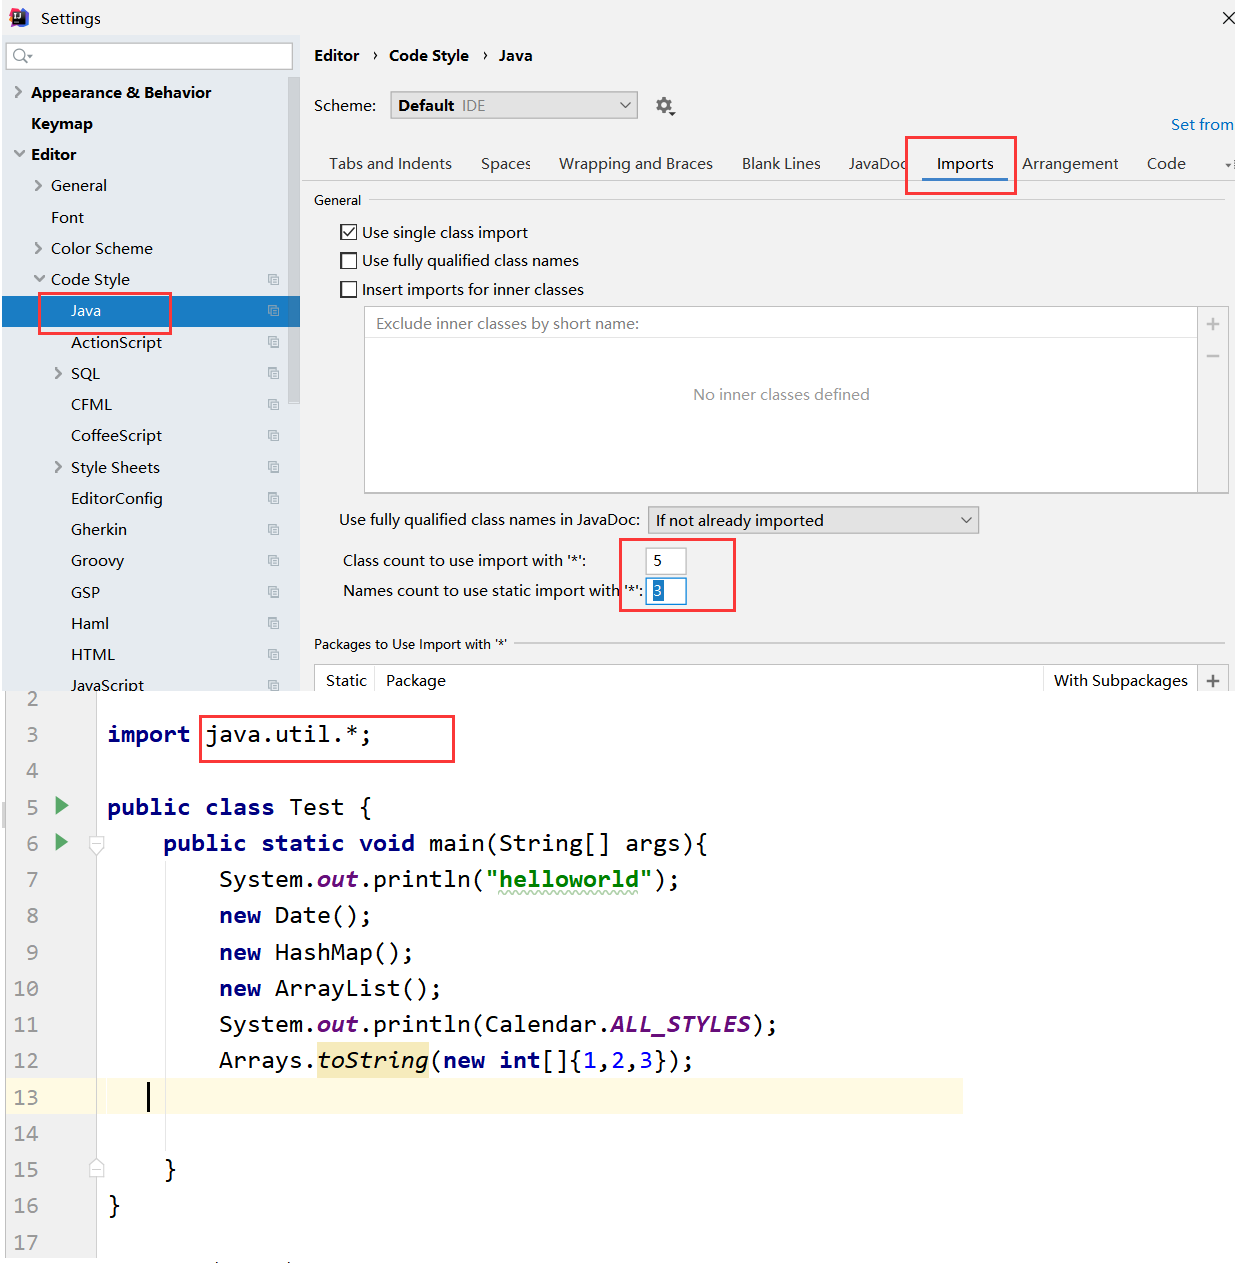 Settings
Editor › Code Style › Java
Appearance & Behavior
Scheme: Default IDE
Keymap
Set from
Editor
Tabs and Indents Spaces Wrapping and Braces Blank Lines JavaDoc Imports Arrangement Code
General
General
Font
Use single class import
Color Scheme
Use fully qualified class names
Code Style
Insert imports for inner classes
Java
Exclude inner classes by short name:
ActionScript
SQL
No inner classes defined
CFML
CoffeeScript
Style Sheets
EditorConfig
Use fully qualified class names in JavaDoc: If not already imported
Gherkin
Groovy
Class count to use import with '*': 5
GSP
Names count to use static import with '*': 3
Haml
HTML
Packages to Use Import with '*'
JavaScript
Static Package With Subpackages
2
3 import java.util.*;
4
5 public class Test {
6 public static void main(String[] args){
7 System.out.println("helloworld");
8 new Date();
9 new HashMap();
10 new ArrayList();
11 System.out.println(Calendar.ALL_STYLES);
12 Arrays.toString(new int[]{1,2,3});
13
14
15 }
16 }
17